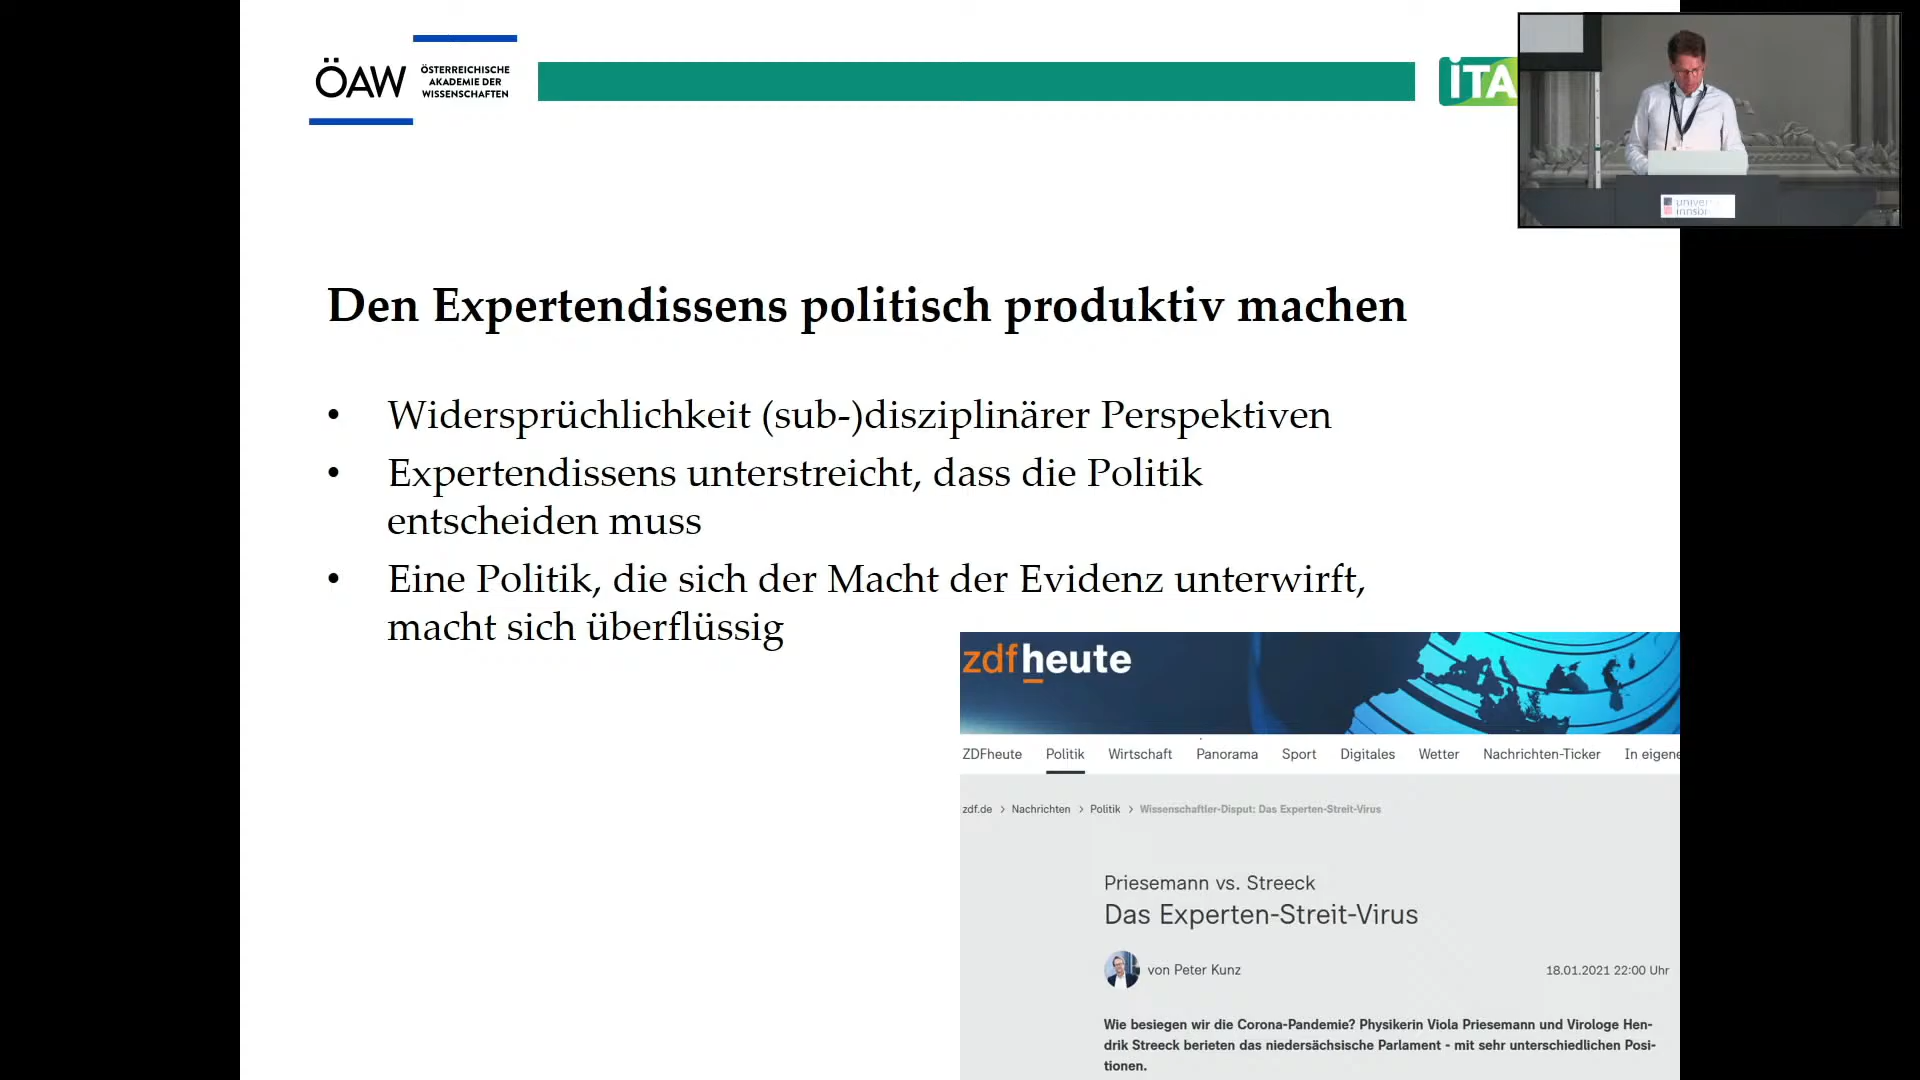 ÖAW
ÖSTERREICHISCHE
AKADEMIE DER
WISSENSCHAFTEN
ITA
Den Expertendissens politisch produktiv machen
• Widersprüchlichkeit (sub-)disziplinärer Perspektiven
• Expertendissens unterstreicht, dass die Politik
entscheiden muss
• Eine Politik, die sich der Macht der Evidenz unterwirft,
macht sich überflüssig
zdfheute
ZDFheute Politik Wirtschaft Panorama Sport Digitales Wetter Nachrichten-Ticker In eigene
zdf.de > Nachrichten > Politik > Wissenschaftler-Disput: Das Experten-Streit-Virus
Priesemann vs. Streeck
Das Experten-Streit-Virus
von Peter Kunz
18.01.2021 22:00 Uhr
Wie besiegen wir die Corona-Pandemie? Physikerin Viola Priesemann und Virologe Hen-
drik Streeck berieten das niedersächsische Parlament - mit sehr unterschiedlichen Posi-
tionen.